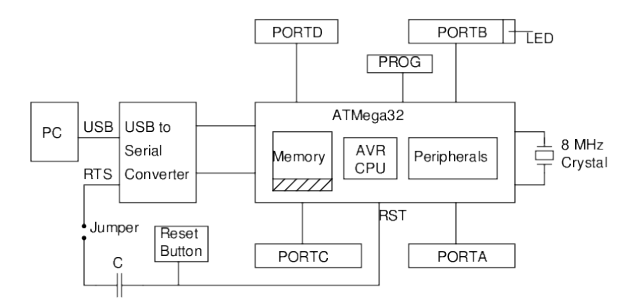 PORTD
PORTB
LED
PROG
ATMega32
PC
USB
USB to
Serial
Converter
Memory
AVR
CPU
Peripherals
8 MHz
Crystal
RTS
RST
Jumper
Reset
Button
C
PORTC
PORTA